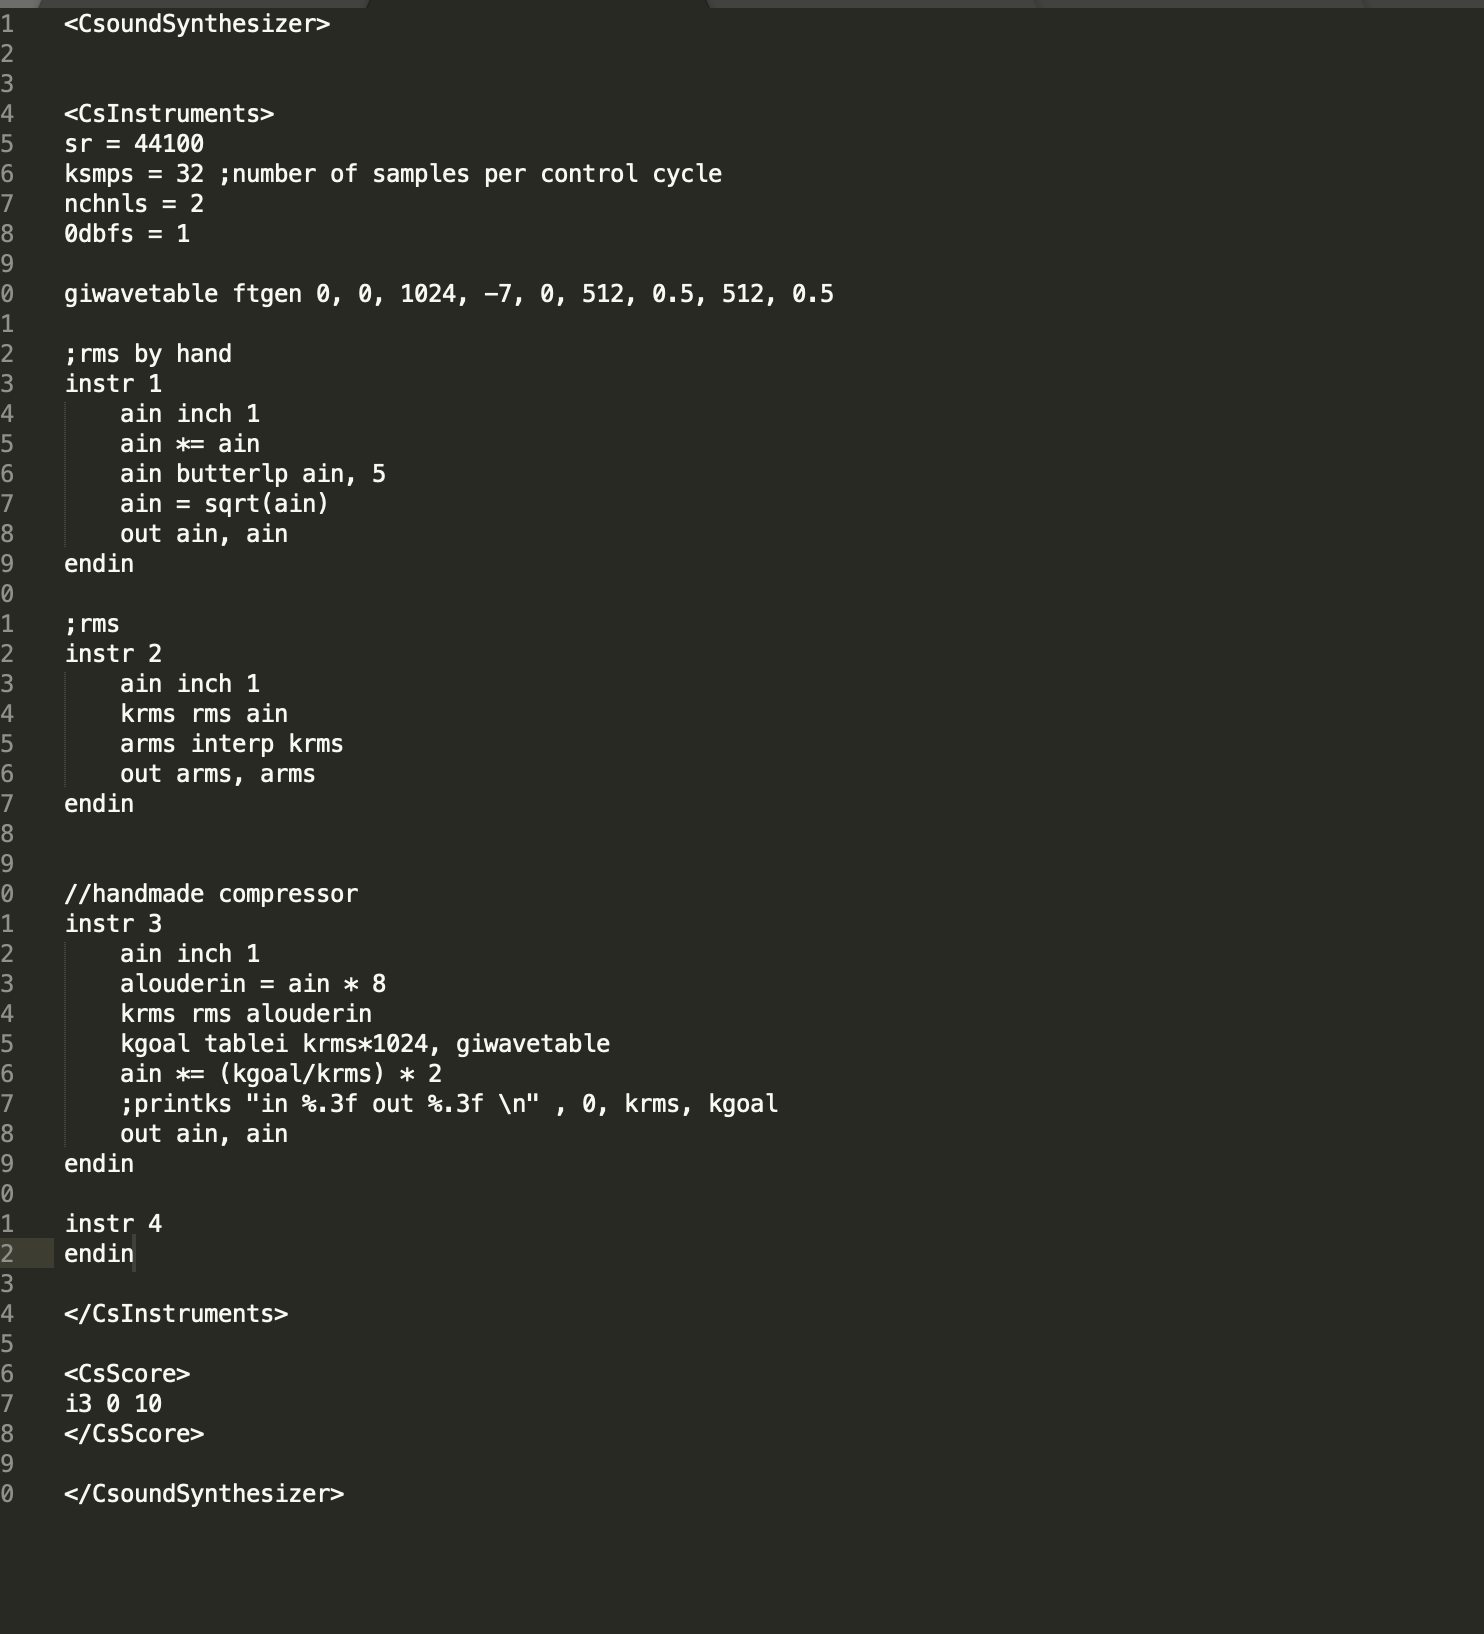 1 <CsoundSynthesizer>
2
3
4 <CsInstruments>
5 sr = 44100
6 ksmps = 32 ;number of samples per control cycle
7 nchnls = 2
8 0dbfs = 1
9
0 giwavetable ftgen 0, 0, 1024, -7, 0, 512, 0.5, 512, 0.5
1
2 ;rms by hand
3 instr 1
4     ain inch 1
5     ain *= ain
6     ain butterlp ain, 5
7     ain = sqrt(ain)
8     out ain, ain
9 endin
0
1 ;rms
2 instr 2
3     ain inch 1
4     krms rms ain
5     arms interp krms
6     out arms, arms
7 endin
8
9
0 //handmade compressor
1 instr 3
2     ain inch 1
3     alouderin = ain * 8
4     krms rms alouderin
5     kgoal tablei krms*1024, giwavetable
6     ain *= (kgoal/krms) * 2
7     ;printks "in %.3f out %.3f \n" , 0, krms, kgoal
8     out ain, ain
9 endin
0
1 instr 4
2 endin
3
4 </CsInstruments>
5
6 <CsScore>
7 i3 0 10
8 </CsScore>
9
0 </CsoundSynthesizer>